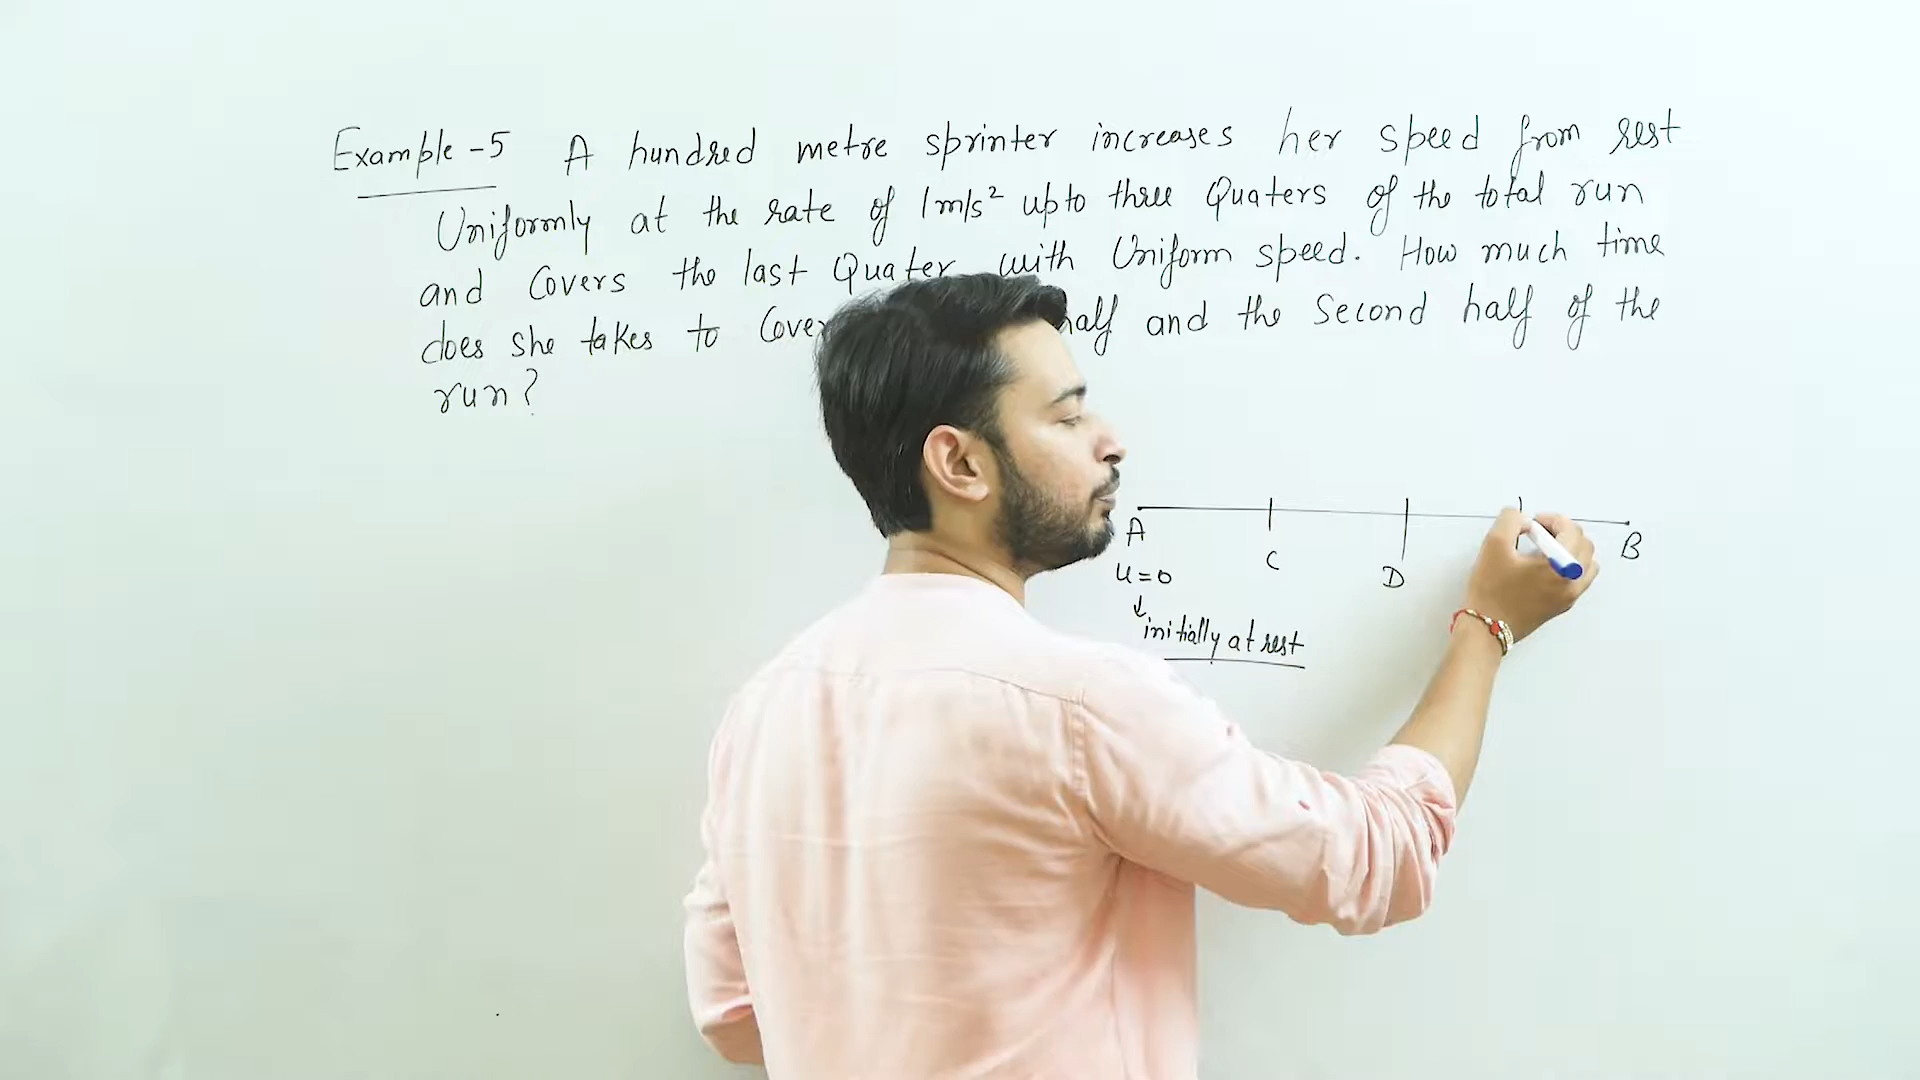 Example - 5 A hundred metre sprinter increases her speed from rest
Uniformly at the rate of 1m/s² upto three Quaters of the total run
and Covers the last Quater with Uniform speed. How much time
does she takes to half and the Second half of the
run?
A C D B
u = 0
↓
initially at rest